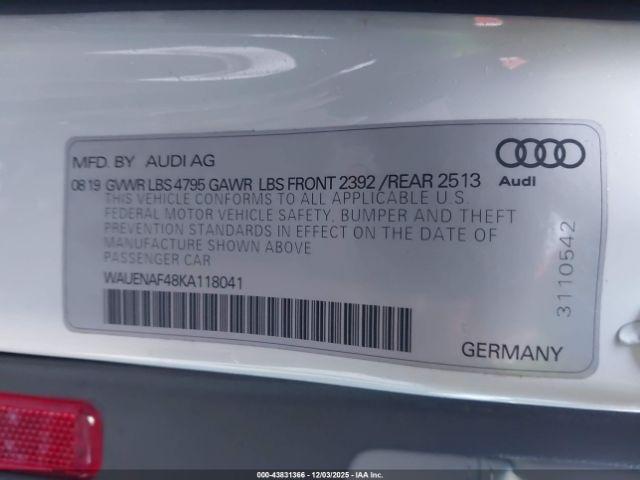 MFD. BY AUDI AG
Audi
08 19 GVWR LBS 4795 GAWR LBS FRONT 2392 /REAR 2513
THIS VEHICLE CONFORMS TO ALL APPLICABLE U.S.
FEDERAL MOTOR VEHICLE SAFETY, BUMPER AND THEFT
PREVENTION STANDARDS IN EFFECT ON THE DATE OF
MANUFACTURE SHOWN ABOVE
PASSENGER CAR
WAUENAF48KA118041
3110542
GERMANY
000-43831366 - 12/03/2025 - IAA Inc.